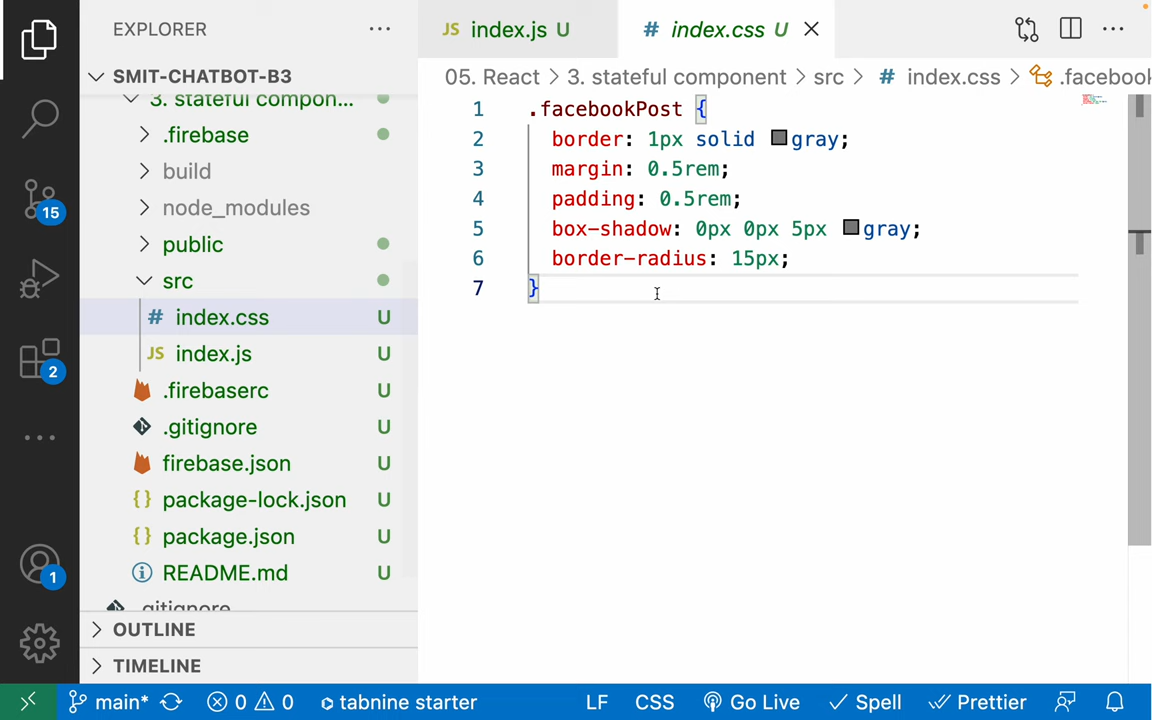 EXPLORER
SMIT-CHATBOT-B3
3. stateful compon...
.firebase
build
node_modules
public
src
# index.css U
JS index.js U
.firebaserc U
.gitignore U
firebase.json U
{} package-lock.json U
{} package.json U
README.md U
.gitignore
OUTLINE
TIMELINE
15
2
1
JS index.js U
# index.css U
05. React > 3. stateful component > src > # index.css > .facebook
1 .facebookPost {
2 border: 1px solid gray;
3 margin: 0.5rem;
4 padding: 0.5rem;
5 box-shadow: 0px 0px 5px gray;
6 border-radius: 15px;
7 }
main* 0 0 tabnine starter LF CSS Go Live Spell Prettier